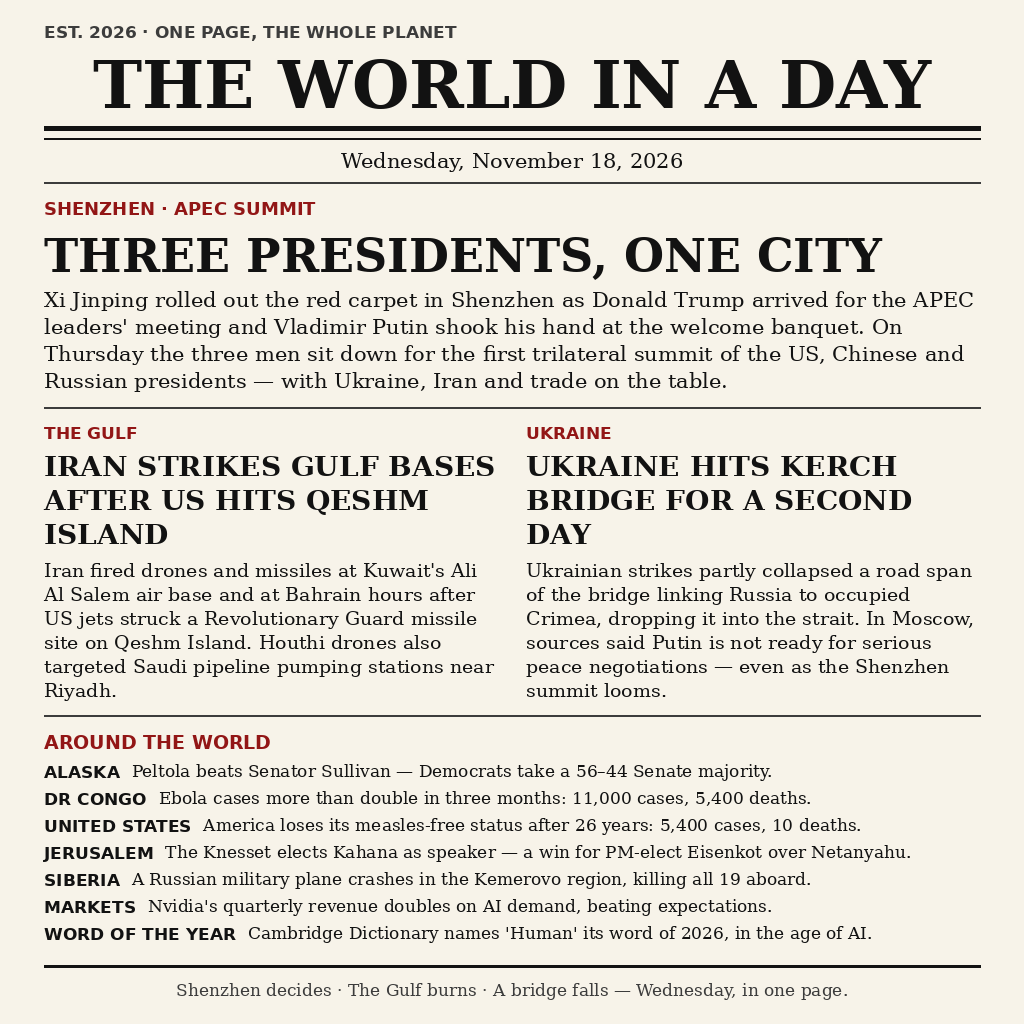 EST. 2026 · ONE PAGE, THE WHOLE PLANET
THE WORLD IN A DAY
Wednesday, November 18, 2026
SHENZHEN · APEC SUMMIT
THREE PRESIDENTS, ONE CITY
Xi Jinping rolled out the red carpet in Shenzhen as Donald Trump arrived for the APEC
leaders' meeting and Vladimir Putin shook his hand at the welcome banquet. On
Thursday the three men sit down for the first trilateral summit of the US, Chinese and
Russian presidents — with Ukraine, Iran and trade on the table.
THE GULF
IRAN STRIKES GULF BASES
AFTER US HITS QESHM
ISLAND
Iran fired drones and missiles at Kuwait's Ali
Al Salem air base and at Bahrain hours after
US jets struck a Revolutionary Guard missile
site on Qeshm Island. Houthi drones also
targeted Saudi pipeline pumping stations near
Riyadh.
UKRAINE
UKRAINE HITS KERCH
BRIDGE FOR A SECOND
DAY
Ukrainian strikes partly collapsed a road span
of the bridge linking Russia to occupied
Crimea, dropping it into the strait. In Moscow,
sources said Putin is not ready for serious
peace negotiations — even as the Shenzhen
summit looms.
AROUND THE WORLD
ALASKA Peltola beats Senator Sullivan — Democrats take a 56–44 Senate majority.
DR CONGO Ebola cases more than double in three months: 11,000 cases, 5,400 deaths.
UNITED STATES America loses its measles-free status after 26 years: 5,400 cases, 10 deaths.
JERUSALEM The Knesset elects Kahana as speaker — a win for PM-elect Eisenkot over Netanyahu.
SIBERIA A Russian military plane crashes in the Kemerovo region, killing all 19 aboard.
MARKETS Nvidia's quarterly revenue doubles on AI demand, beating expectations.
WORD OF THE YEAR Cambridge Dictionary names 'Human' its word of 2026, in the age of AI.
Shenzhen decides · The Gulf burns · A bridge falls — Wednesday, in one page.